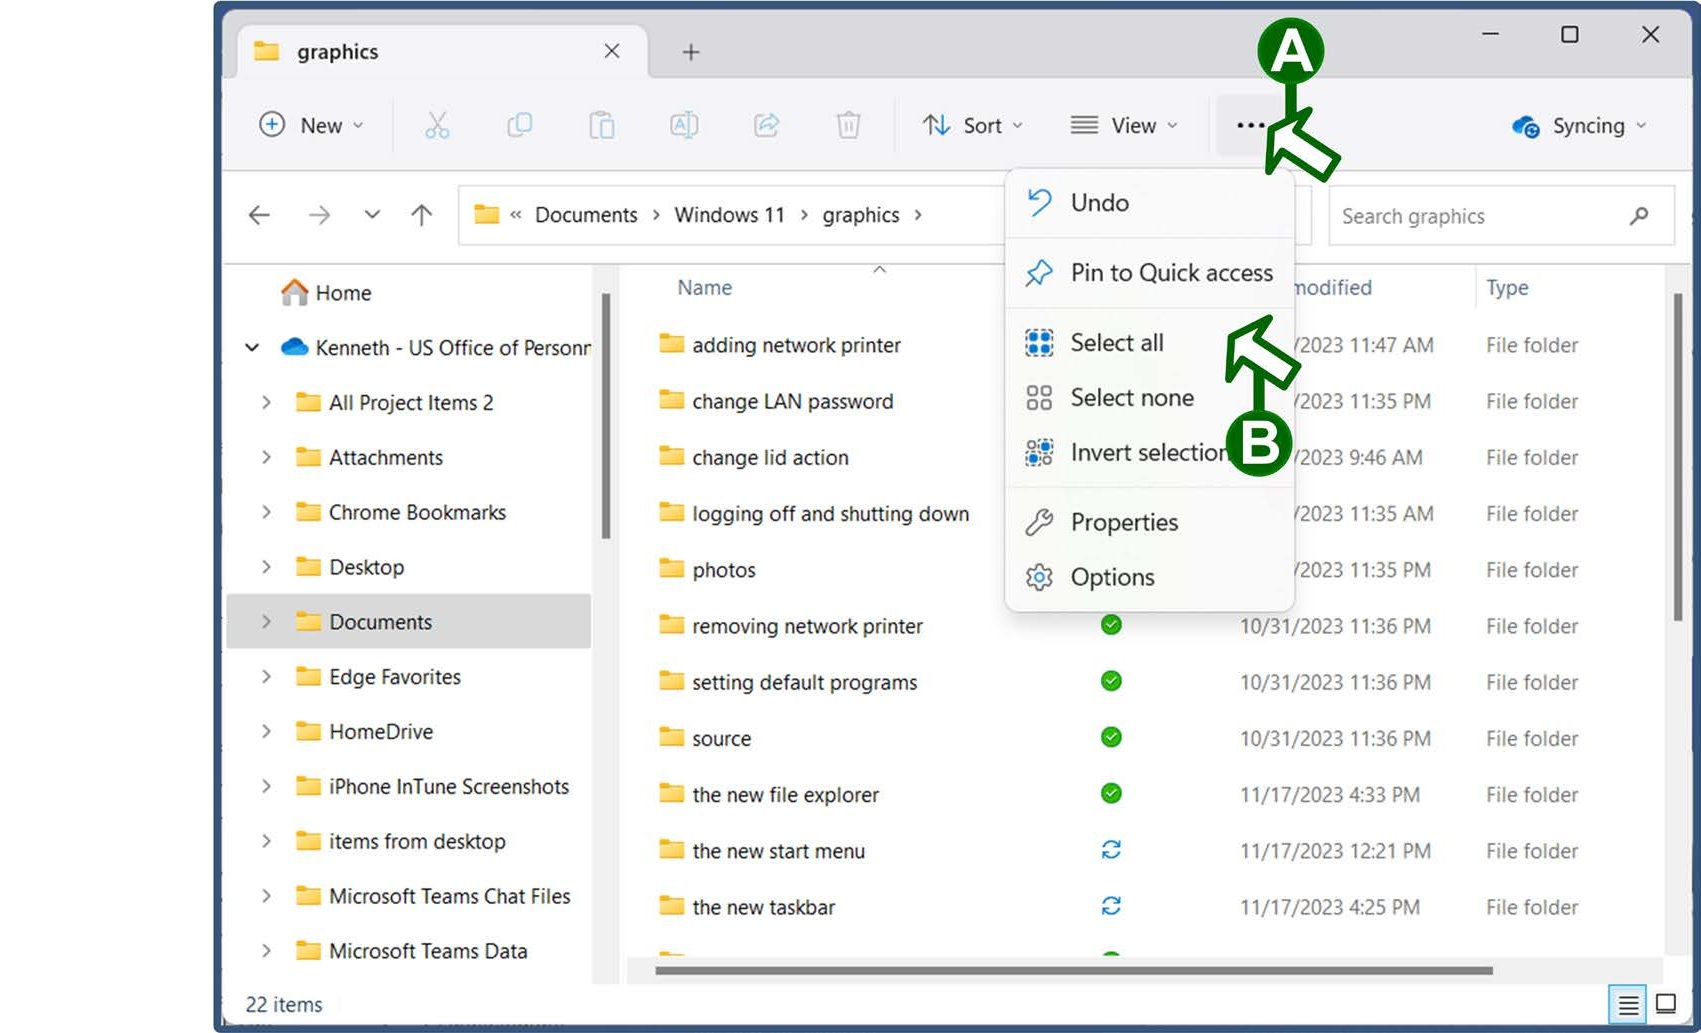 graphics
A
New
Sort
View
Syncing
« Documents > Windows 11 > graphics >
Search graphics
Undo
Pin to Quick access
Select all
Select none
Invert selection
B
Properties
Options
Home
Kenneth - US Office of
All Project Items 2
Attachments
Chrome Bookmarks
Desktop
Documents
Edge Favorites
HomeDrive
iPhone InTune Screenshots
items from desktop
Microsoft Teams Chat Files
Microsoft Teams Data
Name modified Type
adding network printer /2023 11:47 AM File folder
change LAN password /2023 11:35 PM File folder
change lid action /2023 9:46 AM File folder
logging off and shutting down /2023 11:35 AM File folder
photos /2023 11:35 PM File folder
removing network printer 10/31/2023 11:36 PM File folder
setting default programs 10/31/2023 11:36 PM File folder
source 10/31/2023 11:36 PM File folder
the new file explorer 11/17/2023 4:33 PM File folder
the new start menu 11/17/2023 12:21 PM File folder
the new taskbar 11/17/2023 4:25 PM File folder
22 items